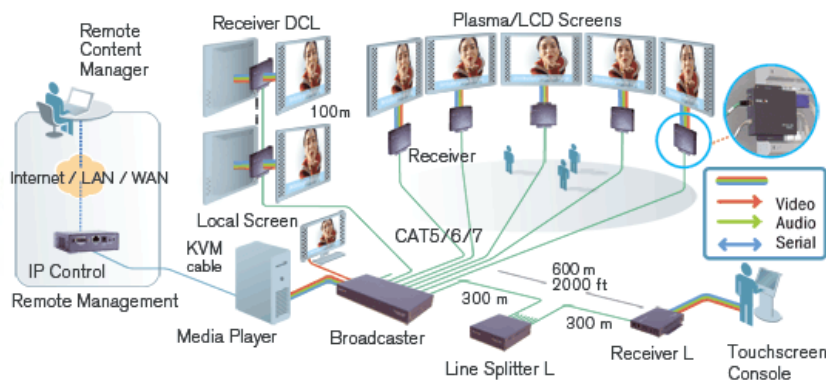 Remote
Content
Manager
Receiver DCL
Plasma/LCD Screens
100m
Receiver
Internet / LAN / WAN
Local Screen
Video
Audio
Serial
CAT5/6/7
KVM
cable
IP Control
Remote Management
600 m
2000 ft
300 m
300 m
Media Player
Broadcaster
Line Splitter L
Receiver L
Touchscreen
Console